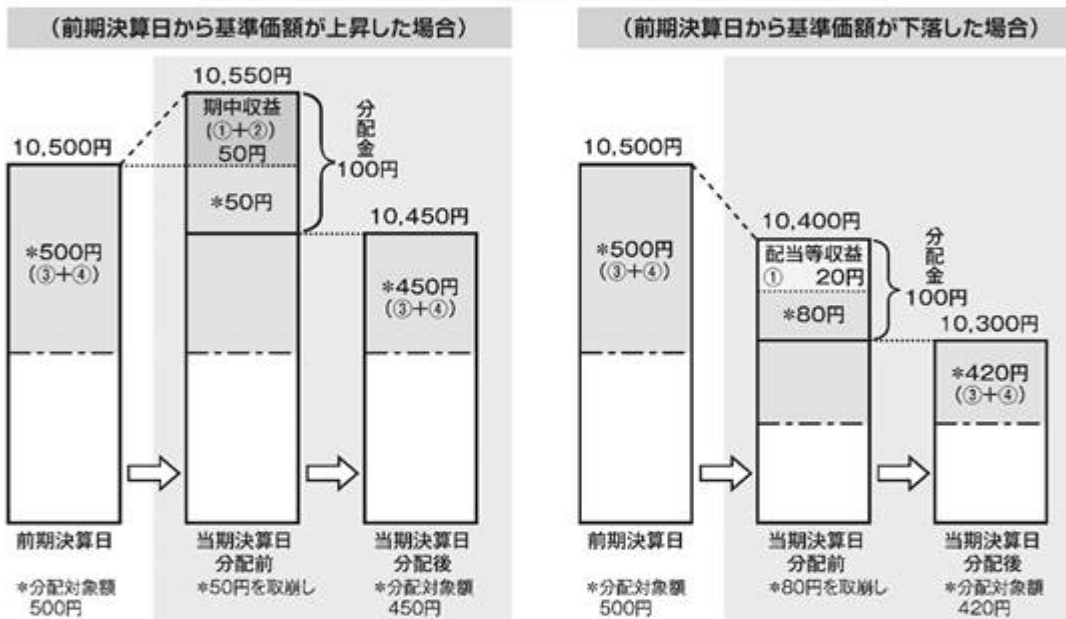 (前期決算日から基準価額が上昇した場合)
10,550円
期中収益
(①+②)
50円
*50円
分配金
100円
10,500円
*500円
(③+④)
10,450円
*450円
(③+④)
前期決算日
当期決算日
分配前
当期決算日
分配後
*分配対象額
500円
*50円を取崩し
*分配対象額
450円
(前期決算日から基準価額が下落した場合)
10,500円
*500円
(③+④)
10,400円
配当等収益
① 20円
*80円
分配金
100円
10,300円
*420円
(③+④)
前期決算日
当期決算日
分配前
当期決算日
分配後
*分配対象額
500円
*80円を取崩し
*分配対象額
420円